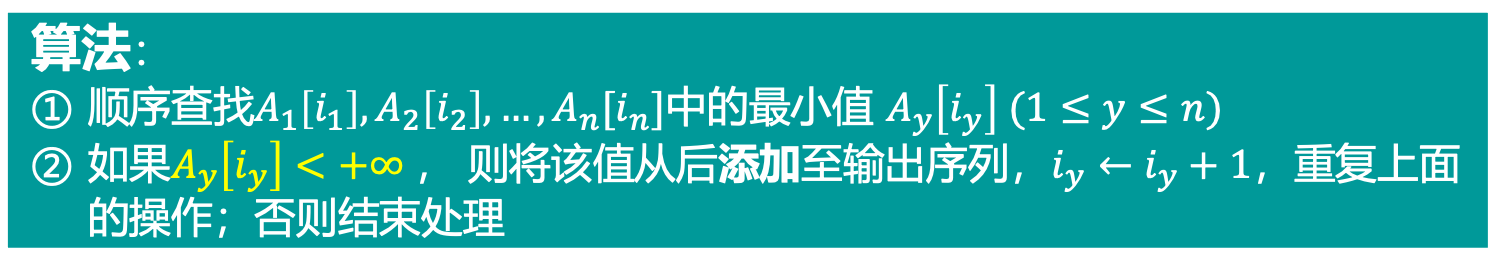 算法：
① 顺序查找A₁[i₁], A₂[i₂], …, Aₙ[iₙ]中的最小值 A_y[i_y] (1 ≤ y ≤ n)
② 如果A_y[i_y] < +∞ ， 则将该值从后添加至输出序列，i_y ← i_y + 1，重复上面
的操作；否则结束处理